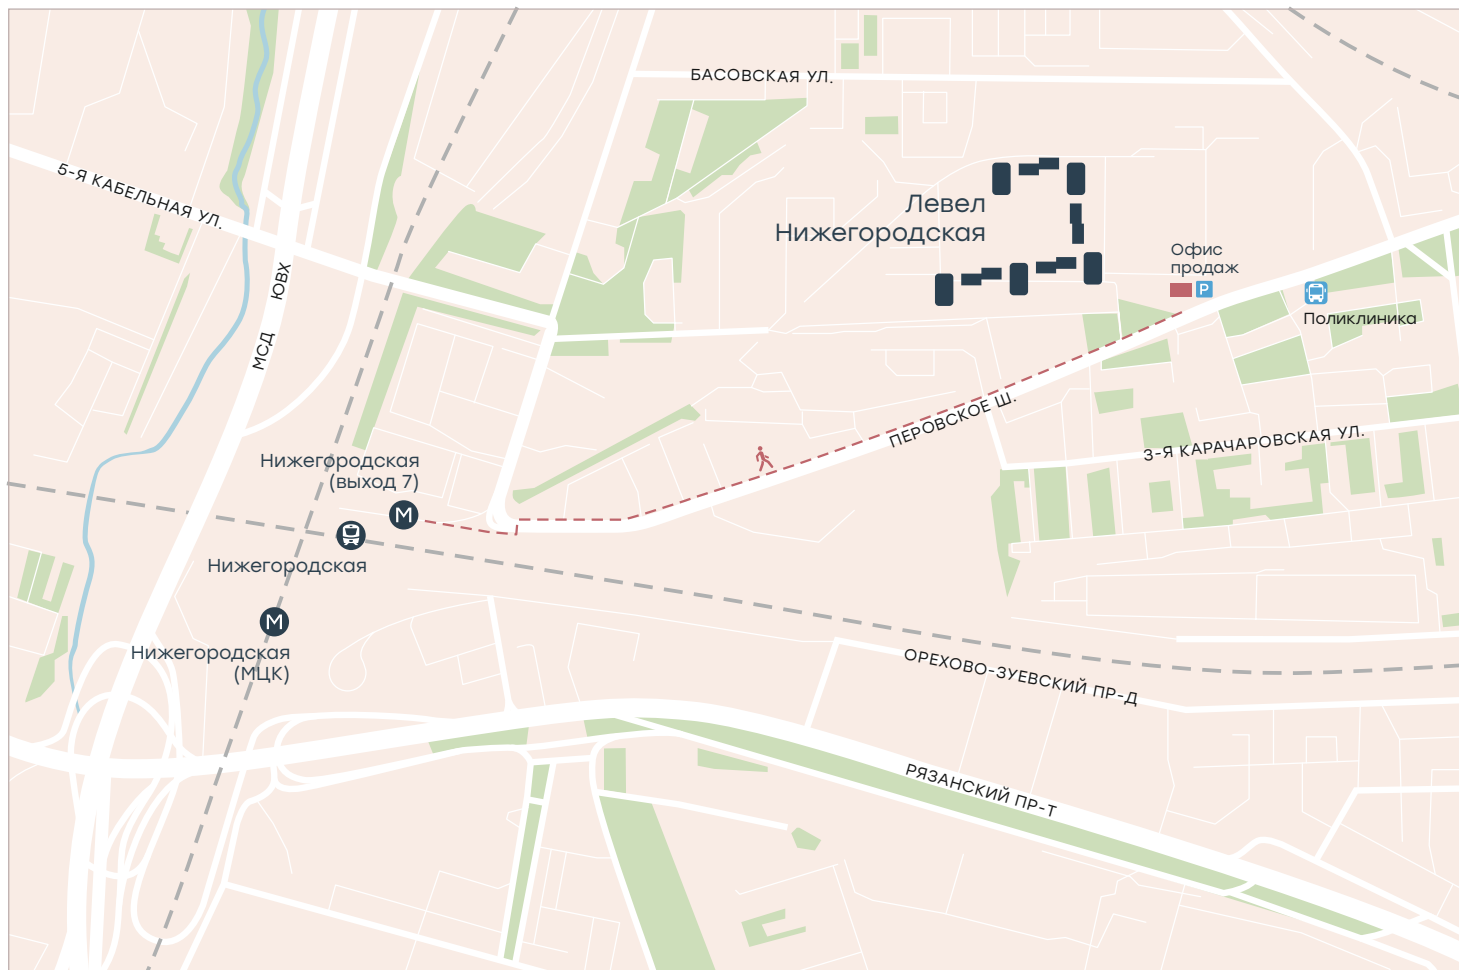 БАСОВСКАЯ УЛ.
5-Я КАБЕЛЬНАЯ УЛ.
Левел
Нижегородская
Офис
продаж
P
Поликлиника
МСД ЮВХ
ПЕРОВСКОЕ Ш.
3-Я КАРАЧАРОВСКАЯ УЛ.
Нижегородская
(выход 7)
М
Нижегородская
М
Нижегородская
(МЦК)
ОРЕХОВО-ЗУЕВСКИЙ ПР-Д
РЯЗАНСКИЙ ПР-Т